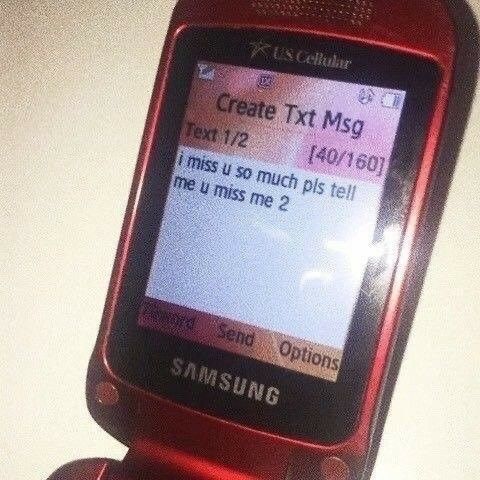 U.S. Cellular
Create Txt Msg
Text 1/2 [40/160]
i miss u so much pls tell
me u miss me 2
Send Options
SAMSUNG